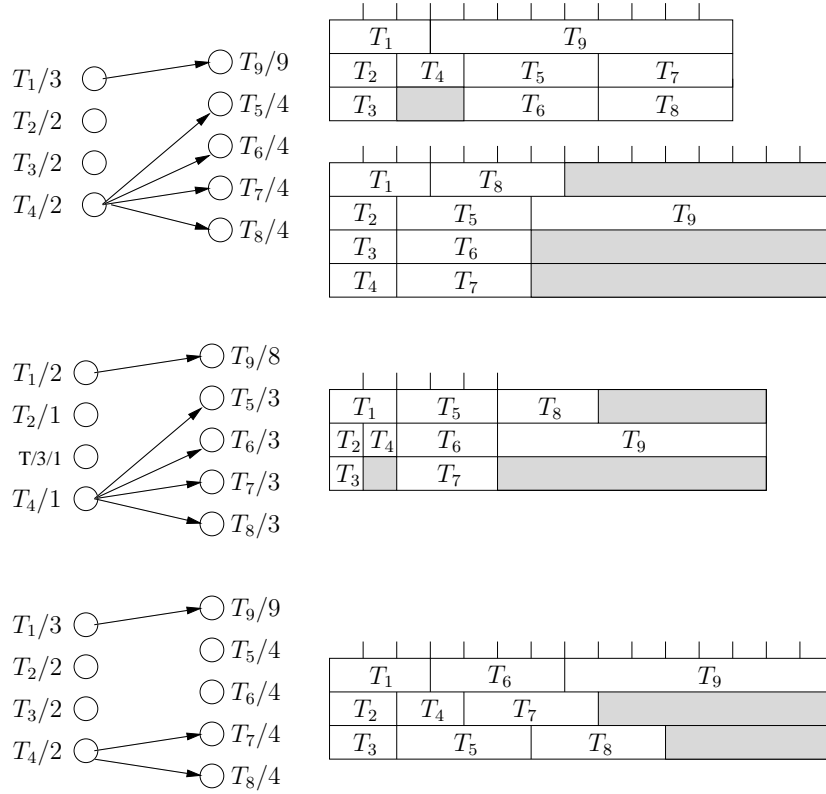 T₁/3 T₉/9
T₂/2 T₅/4
T₃/2 T₆/4
T₄/2 T₇/4
T₈/4
T₁ T₉
T₂ T₄ T₅ T₇
T₃ T₆ T₈
T₁ T₈
T₂ T₅ T₉
T₃ T₆
T₄ T₇
T₁/2 T₉/8
T₂/1 T₅/3
T/3/1 T₆/3
T₄/1 T₇/3
T₈/3
T₁ T₅ T₈
T₂ T₄ T₆ T₉
T₃ T₇
T₁/3 T₉/9
T₂/2 T₅/4
T₃/2 T₆/4
T₄/2 T₇/4
T₈/4
T₁ T₆ T₉
T₂ T₄ T₇
T₃ T₅ T₈